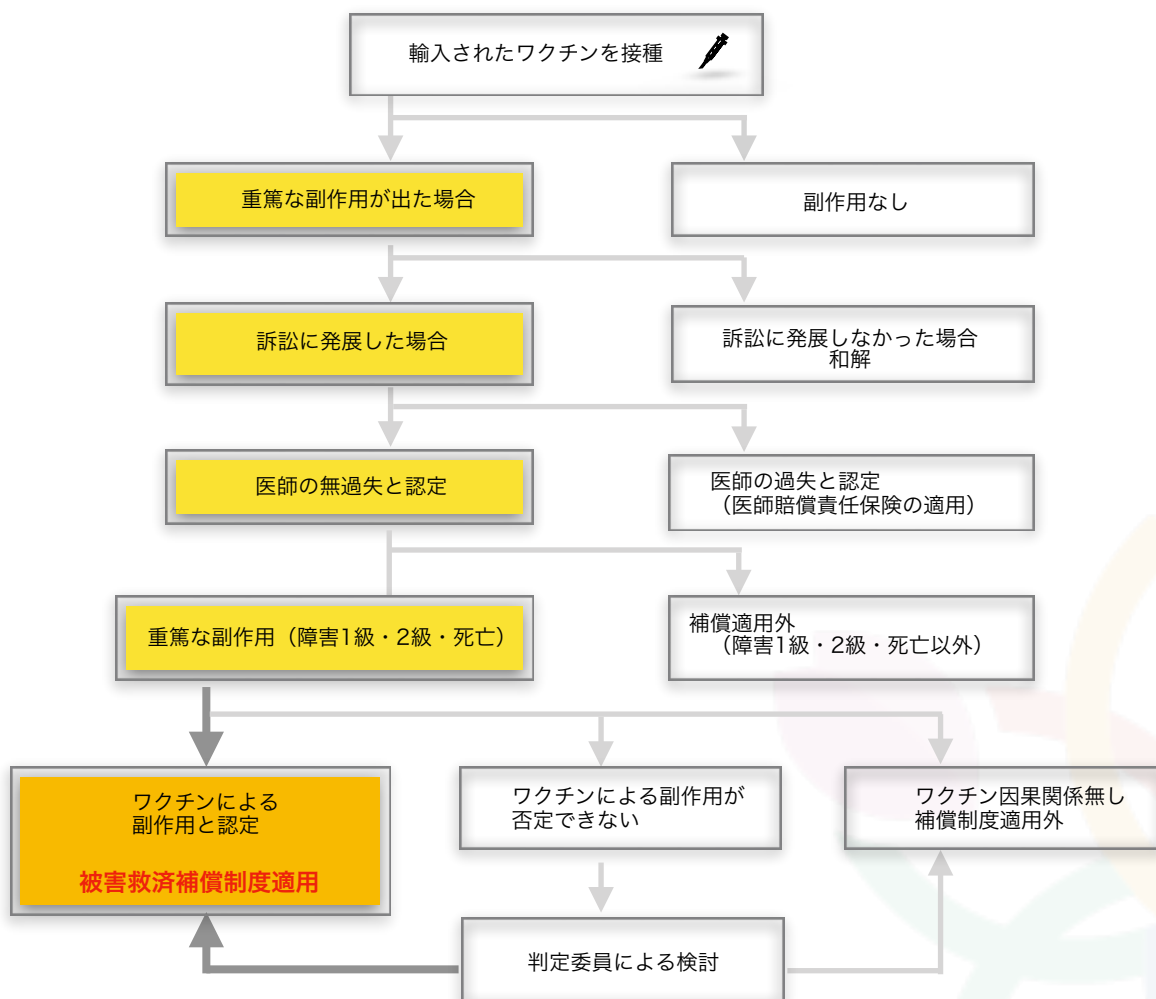 輸入されたワクチンを接種
重篤な副作用が出た場合
副作用なし
訴訟に発展した場合
訴訟に発展しなかった場合
和解
医師の無過失と認定
医師の過失と認定
（医師賠償責任保険の適用）
重篤な副作用（障害1級・2級・死亡）
補償適用外
（障害1級・2級・死亡以外）
ワクチンによる
副作用と認定
被害救済補償制度適用
ワクチンによる副作用が
否定できない
ワクチン因果関係無し
補償制度適用外
判定委員による検討